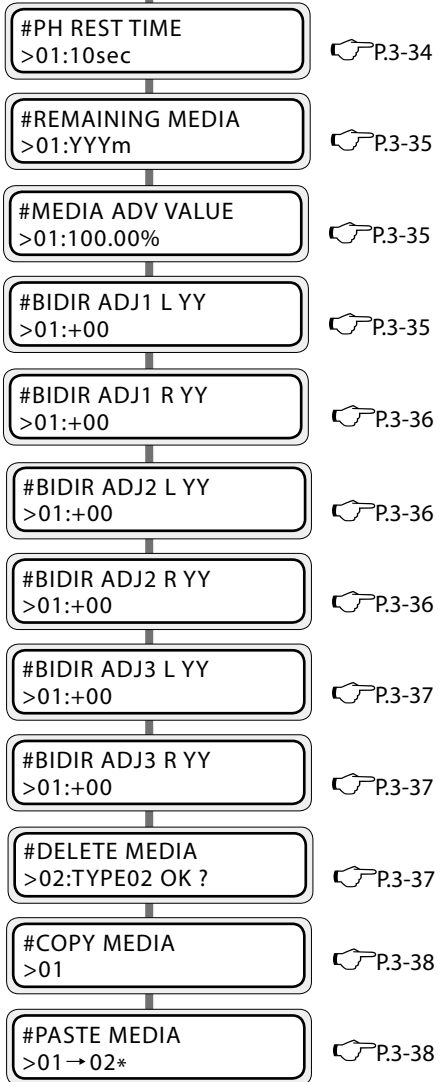 #PH REST TIME
>01:10sec
P.3-34
#REMAINING MEDIA
>01:YYYm
P.3-35
#MEDIA ADV VALUE
>01:100.00%
P.3-35
#BIDIR ADJ1 L YY
>01:+00
P.3-35
#BIDIR ADJ1 R YY
>01:+00
P.3-36
#BIDIR ADJ2 L YY
>01:+00
P.3-36
#BIDIR ADJ2 R YY
>01:+00
P.3-36
#BIDIR ADJ3 L YY
>01:+00
P.3-37
#BIDIR ADJ3 R YY
>01:+00
P.3-37
#DELETE MEDIA
>02:TYPE02 OK ?
P.3-37
#COPY MEDIA
>01
P.3-38
#PASTE MEDIA
>01→02*
P.3-38